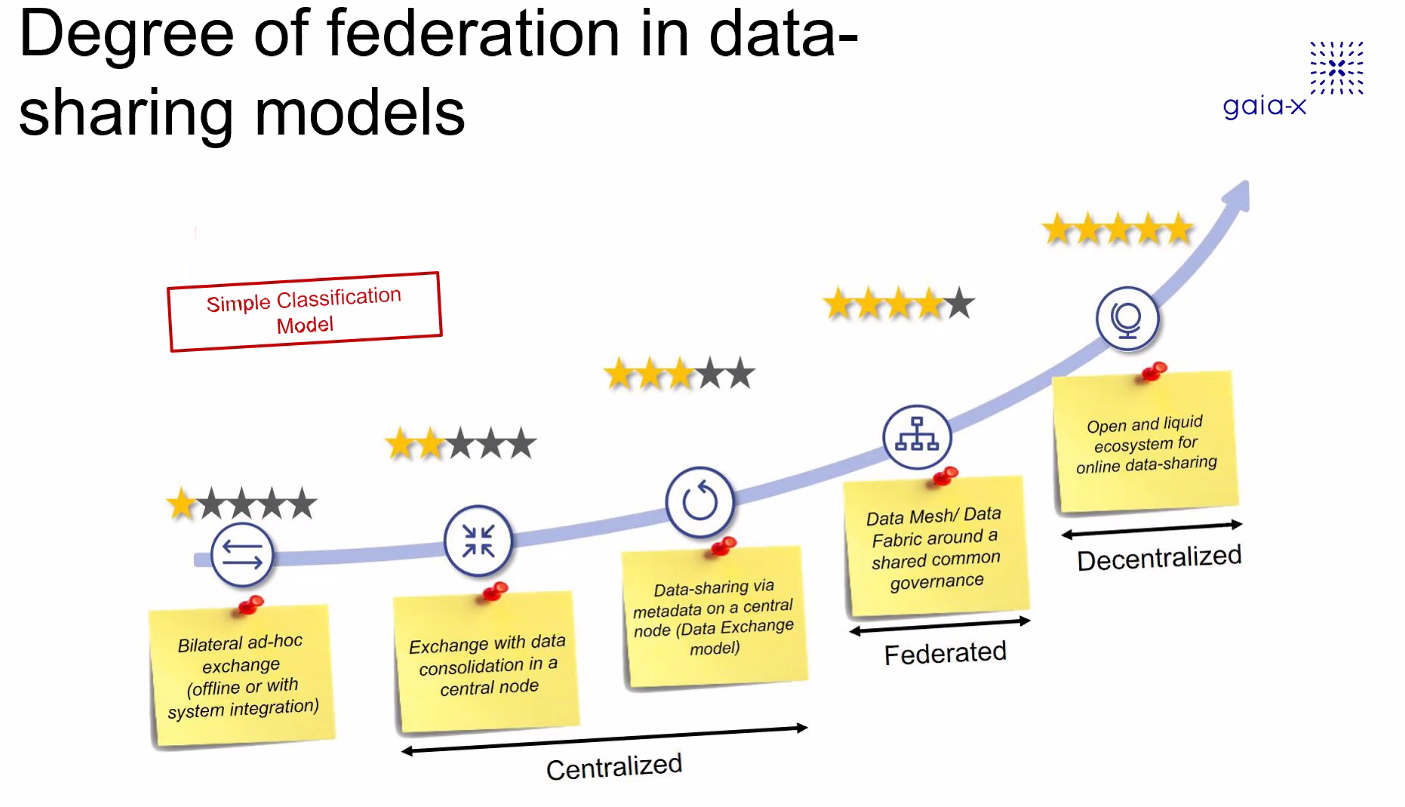 Degree of federation in data-
sharing models
gaia-x
Simple Classification
Model
Bilateral ad-hoc
exchange
(offline or with
system integration)
Exchange with data
consolidation in a
central node
Data-sharing via
metadata on a central
node (Data Exchange
model)
Data Mesh/ Data
Fabric around a
shared common
governance
Open and liquid
ecosystem for
online data-sharing
Centralized
Federated
Decentralized